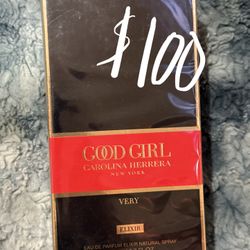 $100
GOOD GIRL
CAROLINA HERRERA
NEW YORK
VERY
ELIXIR
EAU DE PARFUM ELIXIR NATURAL SPRAY